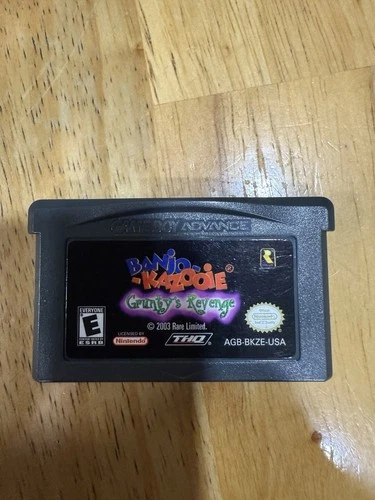 GAME BOY ADVANCE
BANJO-
KAZOOIE®
Grunty's Revenge
EVERYONE
E
ESRB
© 2003 Rare Limited.
LICENSED BY
Nintendo
THQ
AGB-BKZE-USA